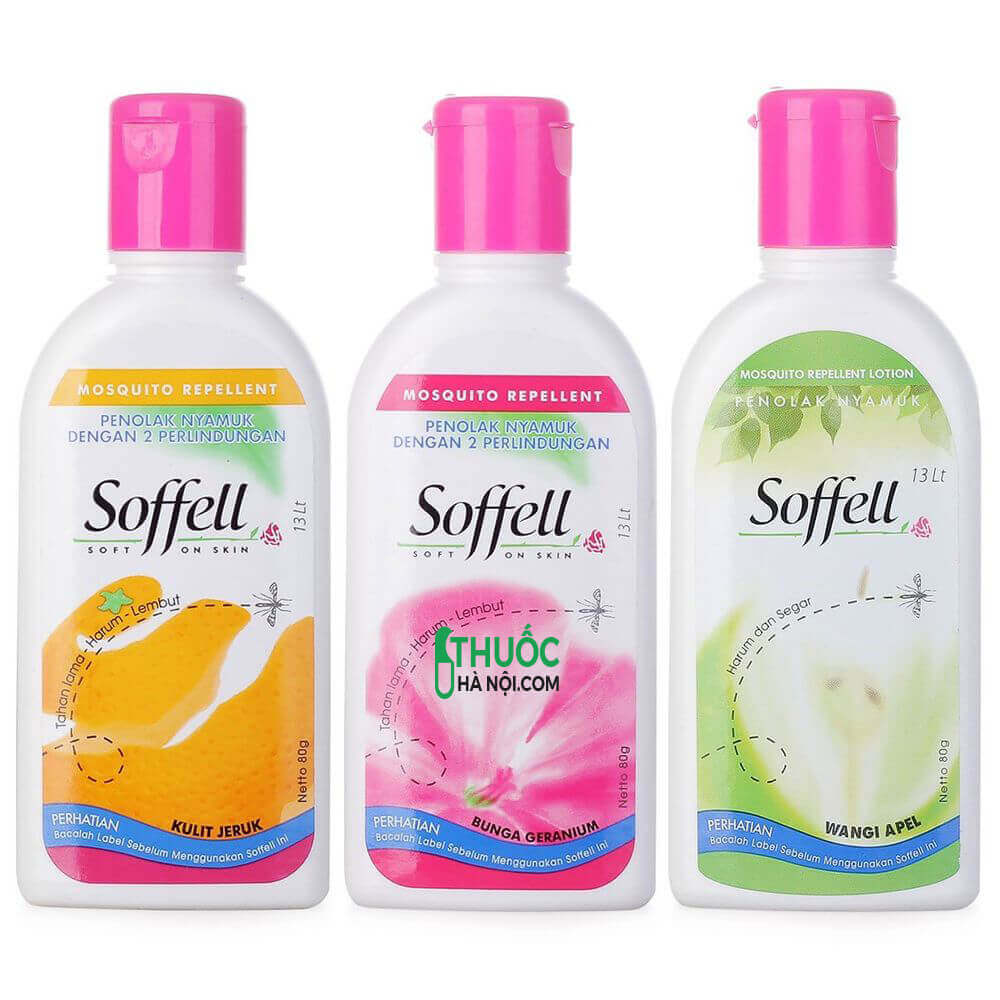 MOSQUITO REPELLENT
PENOLAK NYAMUK
DENGAN 2 PERLINDUNGAN
Soffell
SOFT ON SKIN
13 Lt
Tahan lama - Harum - Lembut
Netto 80g
KULIT JERUK
PERHATIAN
Bacalah Label Sebelum Menggunakan Soffell Ini
MOSQUITO REPELLENT
PENOLAK NYAMUK
DENGAN 2 PERLINDUNGAN
Soffell
SOFT ON SKIN
13 Lt
Tahan lama - Harum - Lembut
THUỐC
HÀ NỘI.COM
Netto 80g
BUNGA GERANIUM
PERHATIAN
Bacalah Label Sebelum Menggunakan Soffell Ini
MOSQUITO REPELLENT LOTION
PENOLAK NYAMUK
13 Lt
Soffell
Harum dan Segar
Netto 80g
WANGI APEL
PERHATIAN
Bacalah Label Sebelum Menggunakan Soffell Ini